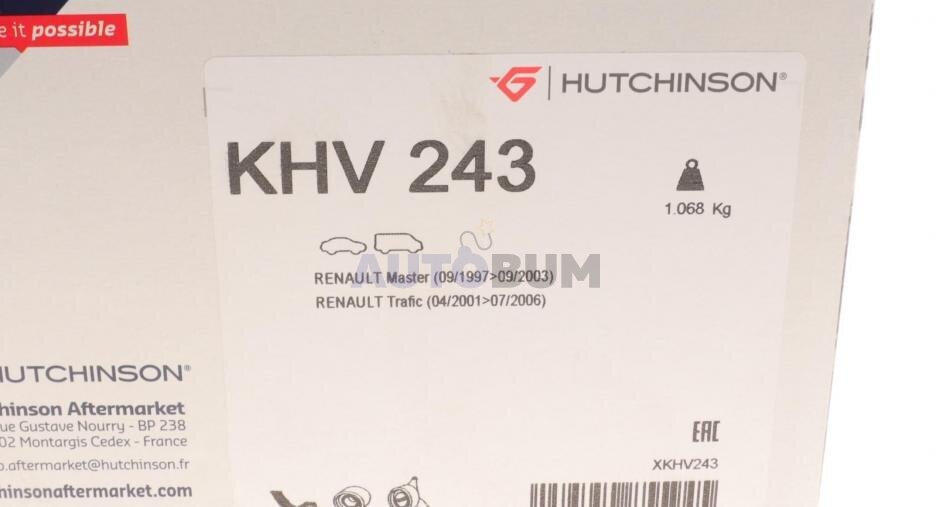 e it possible
HUTCHINSON®
KHV 243
1.068 Kg
AUTOBUM
RENAULT Master (09/1997>09/2003)
RENAULT Trafic (04/2001>07/2006)
HUTCHINSON®
hinson Aftermarket
ue Gustave Nourry - BP 238
02 Montargis Cedex - France
o.aftermarket@hutchinson.fr
hinsonaftermarket.com
EAC
XKHV243